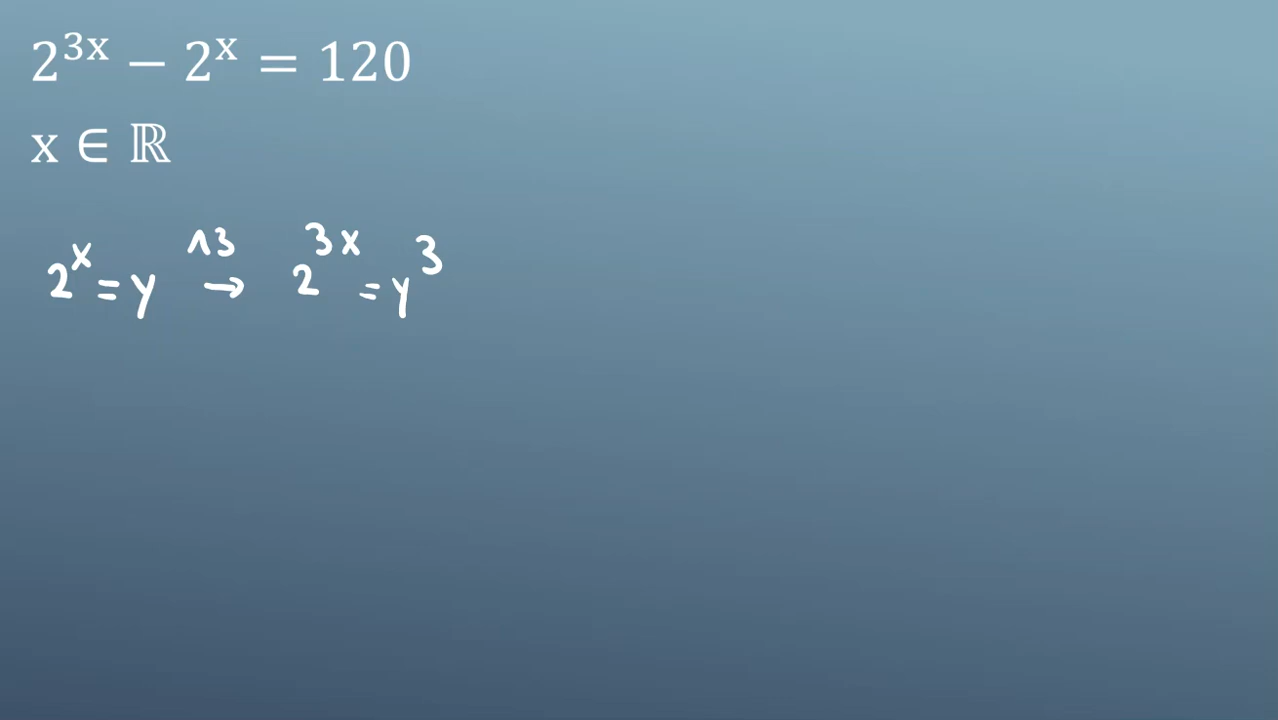 2^{3x} − 2^x = 120
x ∈ ℝ
2^x = y ^3 → 2^{3x} = y^3